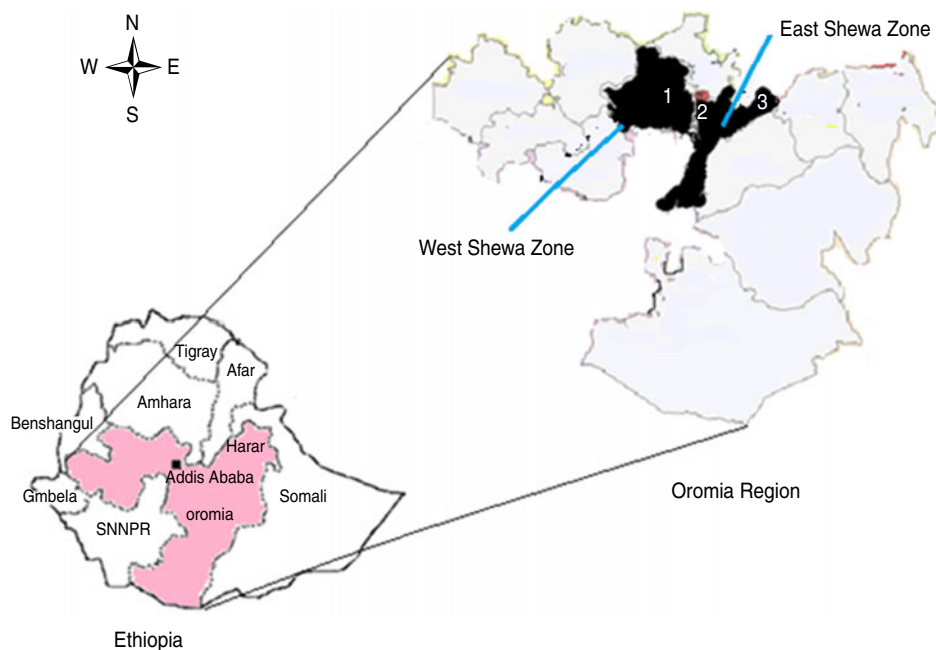 N
W E
S
East Shewa Zone
1
2
3
West Shewa Zone
Tigray
Afar
Amhara
Benshangul
Harar
Addis Ababa
Gmbela
Somali
oromia
SNNPR
Oromia Region
Ethiopia